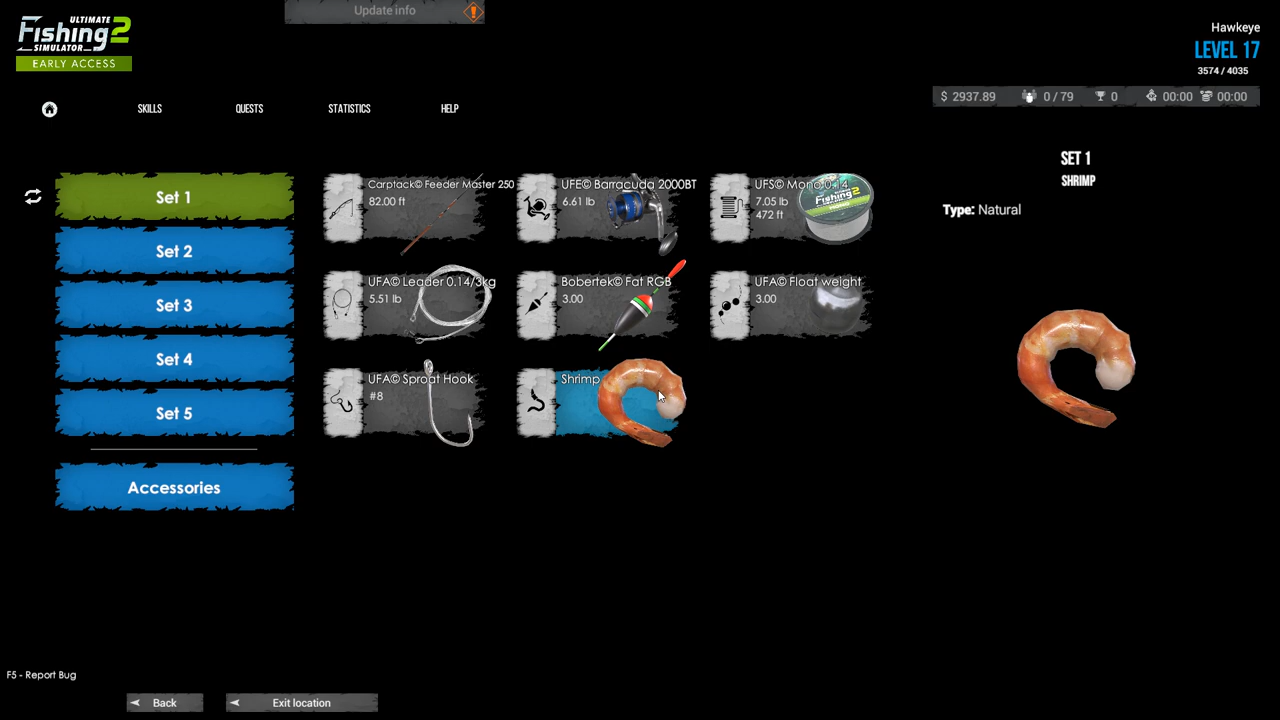 Update info
ULTIMATE
Fishing 2
SIMULATOR
EARLY ACCESS
Hawkeye
LEVEL 17
3574 / 4035
$ 2937.89 0 / 79 0 00:00 00:00
SKILLS QUESTS STATISTICS HELP
SET 1
SHRIMP
Type: Natural
Set 1
Set 2
Set 3
Set 4
Set 5
Accessories
Carptack© Feeder Master 250
82.00 ft
UFE© Barracuda 2000BT
6.61 lb
UFS© Mono 0.14
7.05 lb
472 ft
Fishing 2
UFA© Leader 0.14/3kg
5.51 lb
Bobertek© Fat RGB
3.00
UFA© Float weight
3.00
UFA© Sproat Hook
#8
Shrimp
F5 - Report Bug
Back
Exit location